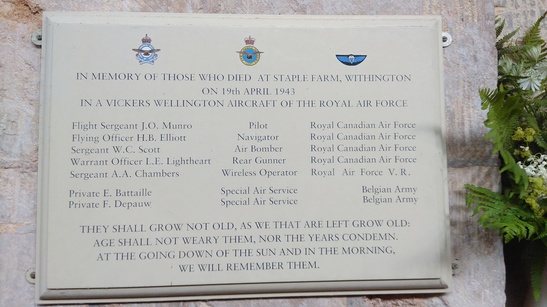 IN MEMORY OF THOSE WHO DIED AT STAPLE FARM, WITHINGTON
ON 19th APRIL 1943
IN A VICKERS WELLINGTON AIRCRAFT OF THE ROYAL AIR FORCE
Flight Sergeant J.O. Munro Pilot Royal Canadian Air Force
Flying Officer H.B. Elliott Navigator Royal Canadian Air Force
Sergeant W.C. Scott Air Bomber Royal Canadian Air Force
Warrant Officer L.E. Lightheart Rear Gunner Royal Canadian Air Force
Sergeant A.A. Chambers Wireless Operator Royal Air Force V. R.
Private E. Battaille Special Air Service Belgian Army
Private F. Depauw Special Air Service Belgian Army
THEY SHALL GROW NOT OLD, AS WE THAT ARE LEFT GROW OLD:
AGE SHALL NOT WEARY THEM, NOR THE YEARS CONDEMN.
AT THE GOING DOWN OF THE SUN AND IN THE MORNING,
WE WILL REMEMBER THEM.